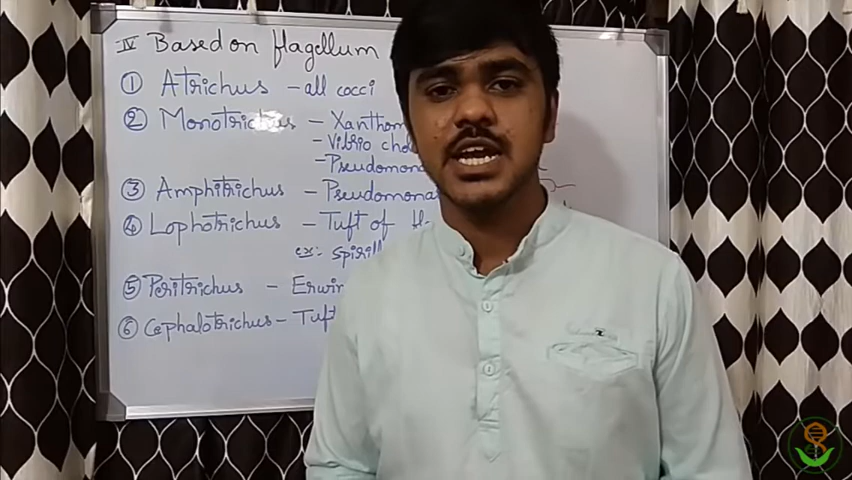 IV Based on flagellum
① Atrichus - all cocci
② Monotrichus - Xanthom
- Vibrio cho
- Pseudomona
③ Amphitrichus - Pseudomona
④ Lophotrichus - Tuft of
ex:- spirill
⑤ Peritrichus - Erwin
⑥ Cephalotrichus - Tuft